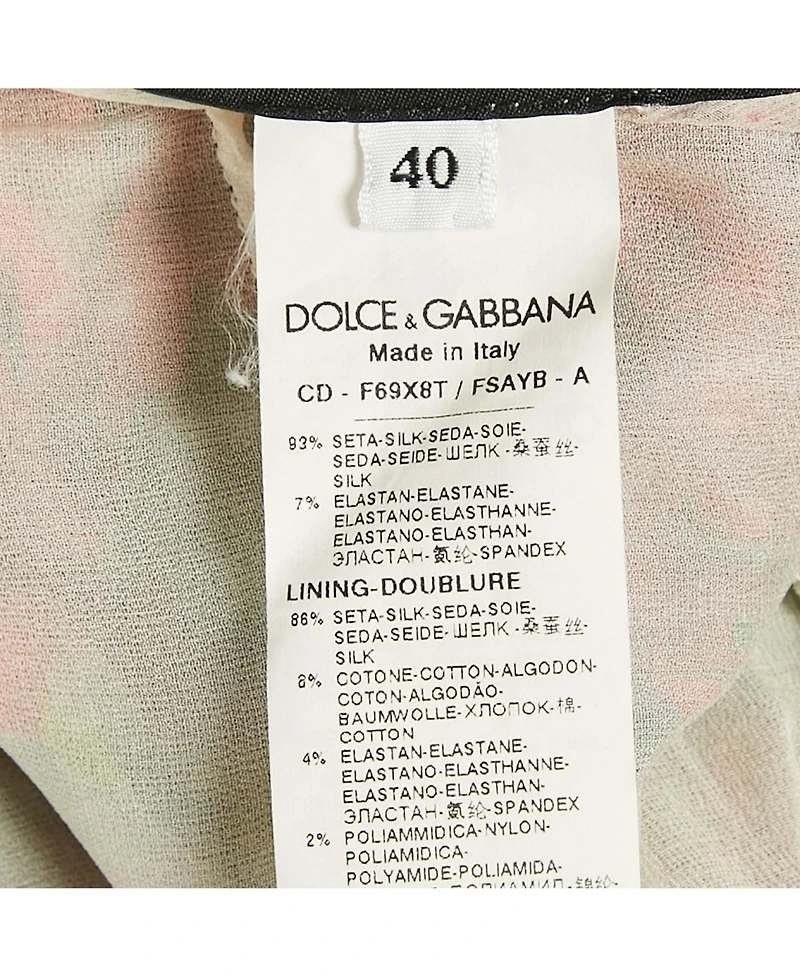 40
DOLCE & GABBANA
Made in Italy
CD - F69X8T / FSAYB - A
93% SETA-SILK-SEDA-SOIE-
SEDA-SEIDE-ШЕЛК -桑蚕丝-
SILK
7% ELASTAN-ELASTANE-
ELASTANO-ELASTHANNE-
ELASTANO-ELASTHAN-
ЭЛАСТАН-氨纶-SPANDEX
LINING-DOUBLURE
86% SETA-SILK-SEDA-SOIE-
SEDA-SEIDE-ШЕЛК -桑蚕丝-
SILK
8% COTONE-COTTON-ALGODON-
COTON-ALGODÃO-
BAUMWOLLE-ХЛОПОК-棉-
COTTON
4% ELASTAN-ELASTANE-
ELASTANO-ELASTHANNE-
ELASTANO-ELASTHAN-
ЭЛАСТАН-氨纶-SPANDEX
2% POLIAMMIDICA-NYLON-
POLIAMIDICA-
POLYAMIDE-POLIAMIDA-
ПОЛИАМИД-锦纶-